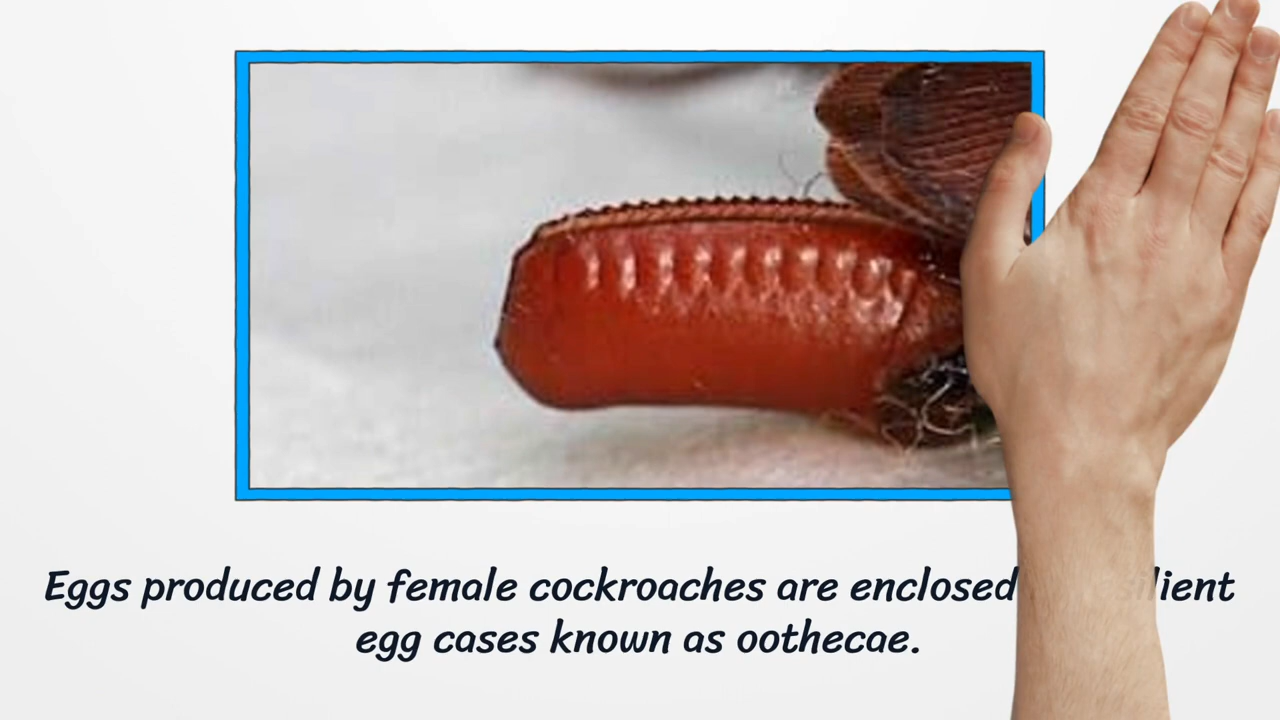 Eggs produced by female cockroaches are enclosed
egg cases known as oothecae.